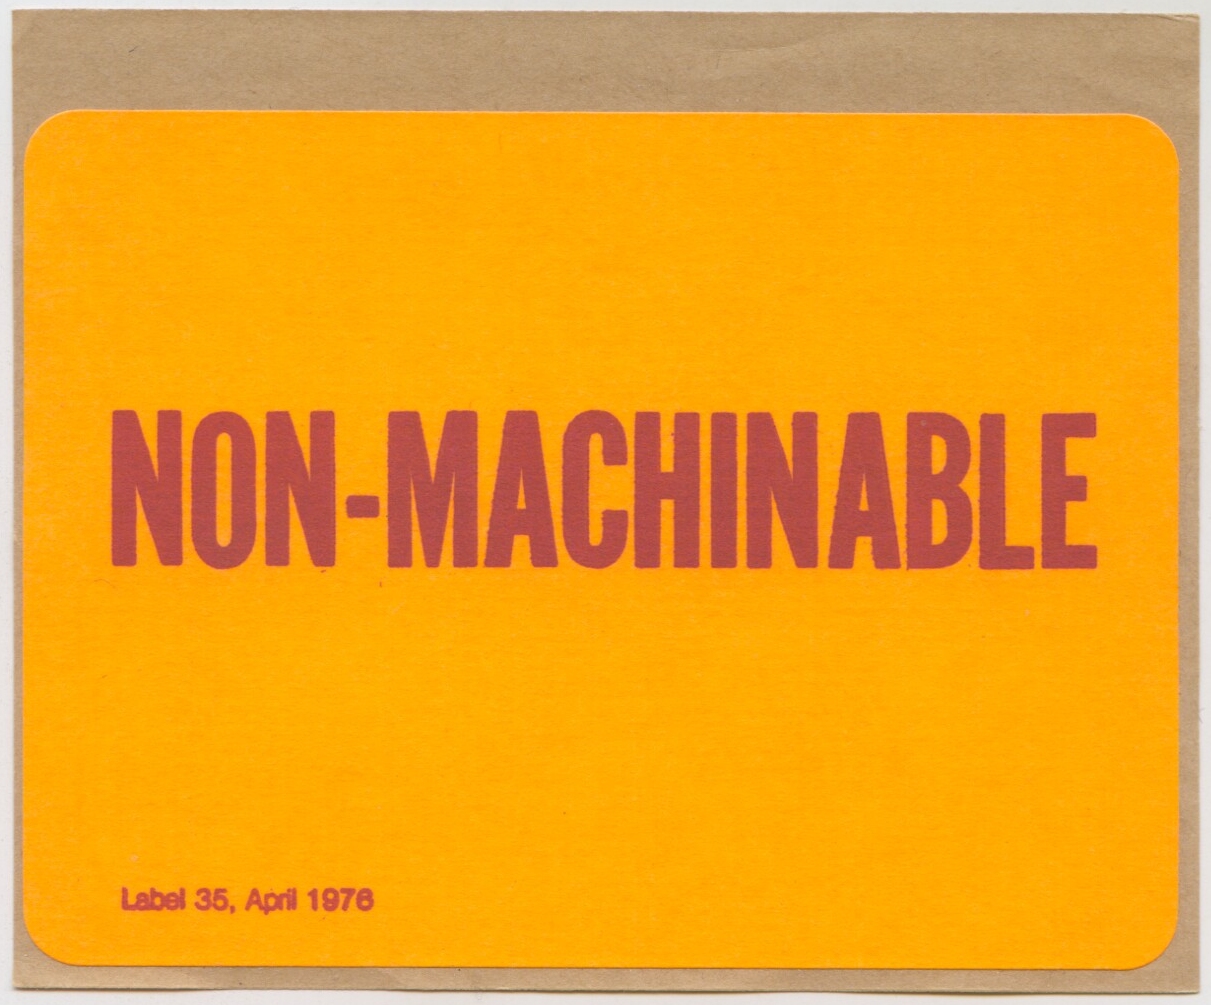 NON-MACHINABLE
Label 35, April 1976